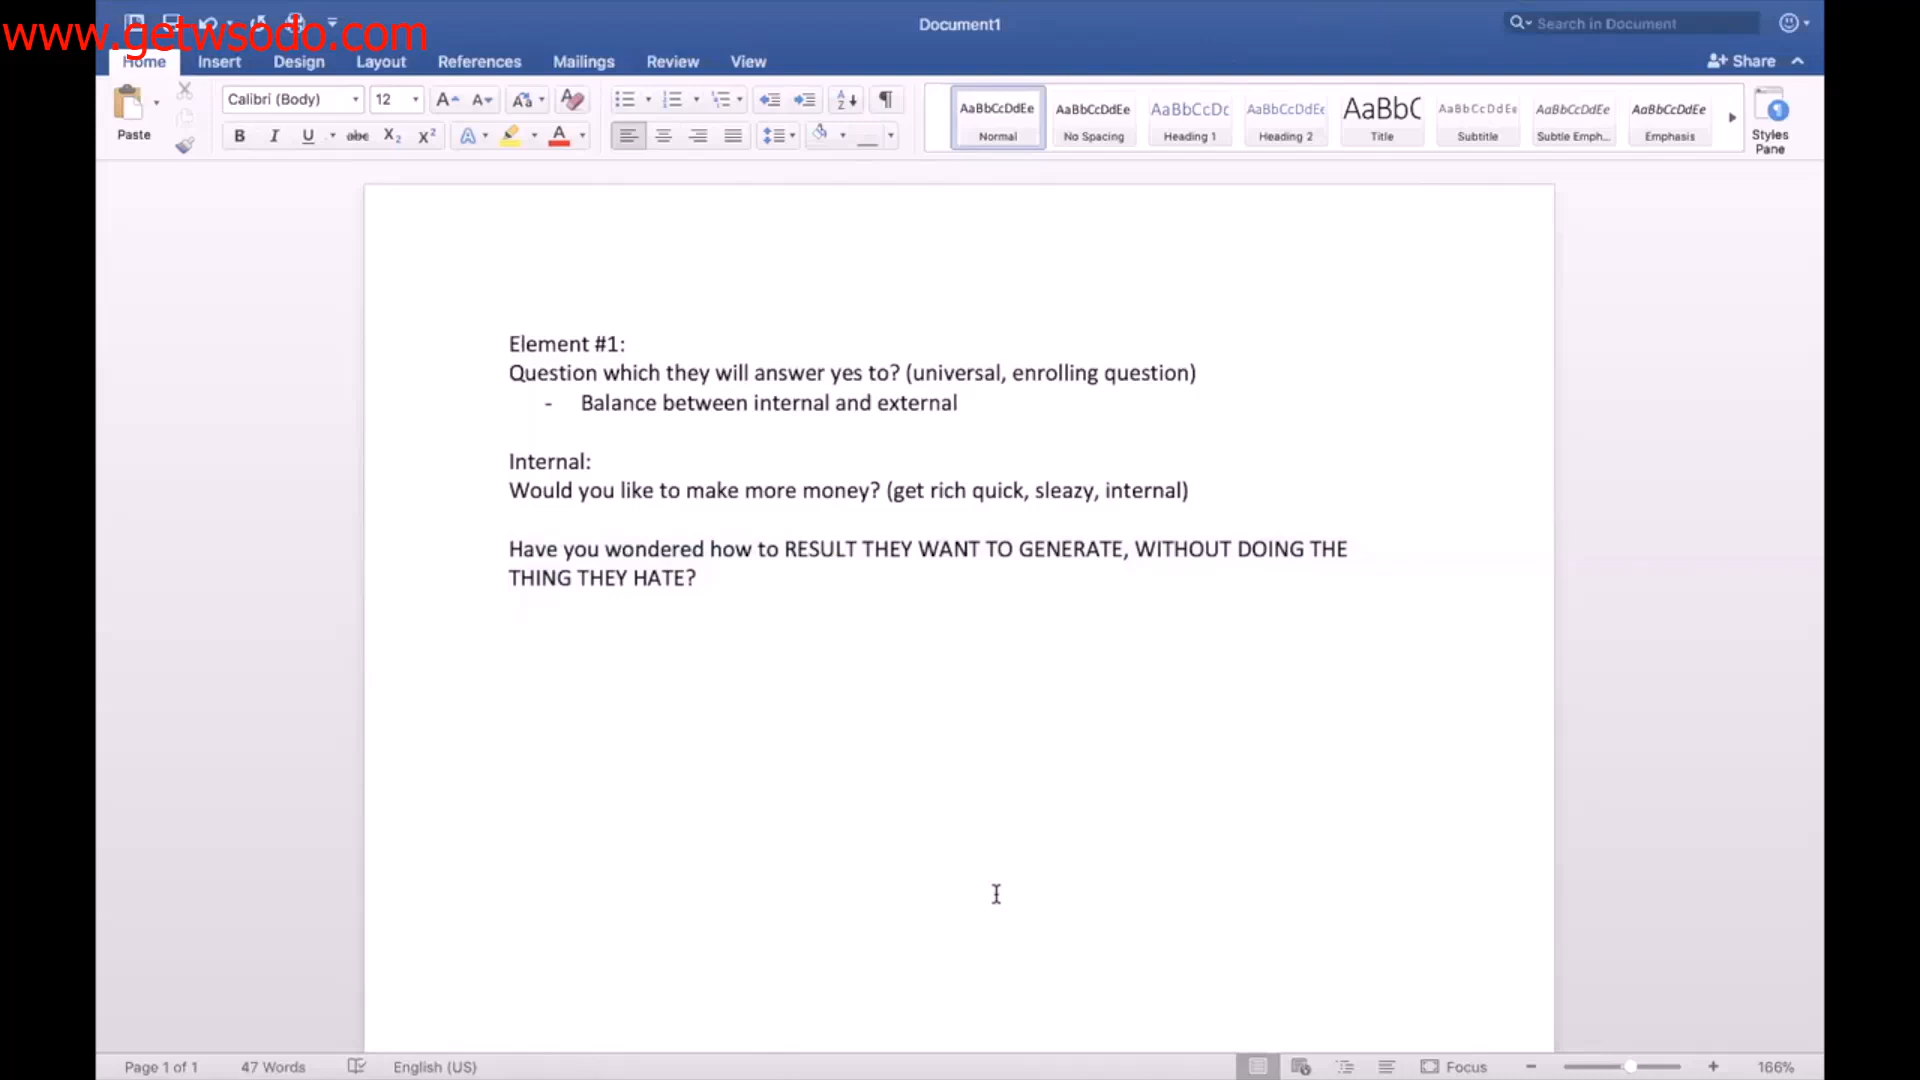 www.getwsodo.com
Document1
Search in Document
Home Insert Design Layout References Mailings Review View
Share
Paste
Calibri (Body) 12
B I U abc X2 X2
AaBbCcDdEe AaBbCcDdEe AaBbCcDc AaBbCcDdEe AaBbC AaBbCcDdEe AaBbCcDdEe AaBbCcDdEe
Normal No Spacing Heading 1 Heading 2 Title Subtitle Subtle Emph... Emphasis
Styles
Pane
Element #1:
Question which they will answer yes to? (universal, enrolling question)
- Balance between internal and external
Internal:
Would you like to make more money? (get rich quick, sleazy, internal)
Have you wondered how to RESULT THEY WANT TO GENERATE, WITHOUT DOING THE
THING THEY HATE?
Page 1 of 1 47 Words English (US) Focus 166%